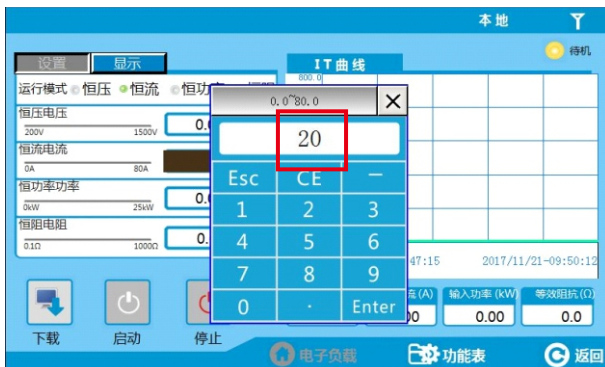 本地
待机
设置 显示 IT曲线
运行模式 恒压 恒流
800.0
0.0~80.0
恒压电压
200V 1500V 0.0
20
恒流电流
0A 80A
Esc CE −
恒功率功率
0kW 25kW 0.0
1 2 3
恒阻电阻
0.1Ω 1000Ω 0.
4 5 6
47:15 2017/11/21-09:50:12
7 8 9
(A) 输入功率(kW) 等效阻抗(Ω)
0 . Enter
0.00 0.0
下载 启动 停止
电子负载 功能表 返回